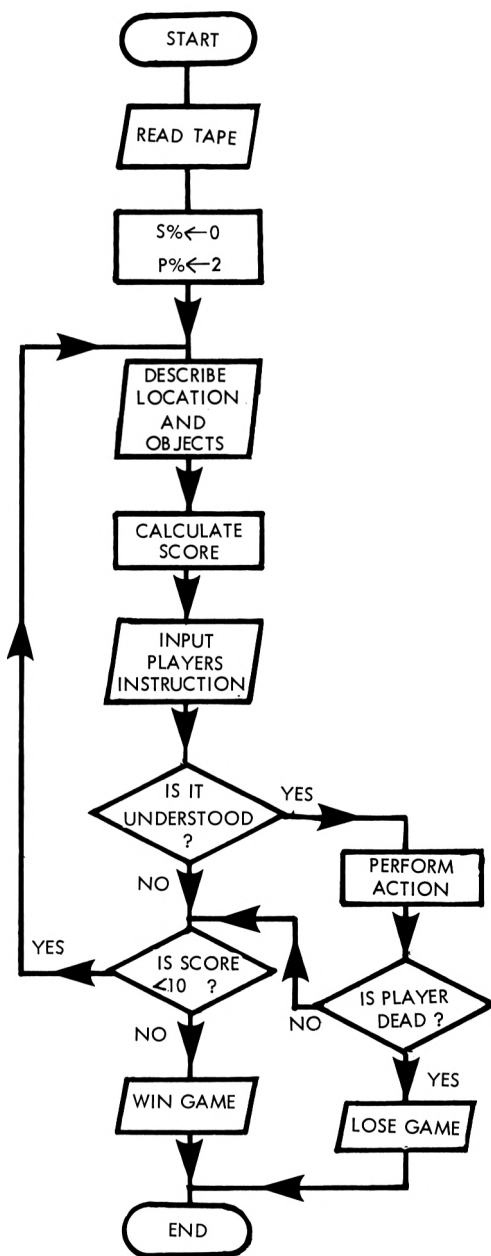 START
READ TAPE
S%←0
P%←2
DESCRIBE
LOCATION
AND
OBJECTS
CALCULATE
SCORE
INPUT
PLAYERS
INSTRUCTION
IS IT
UNDERSTOOD
?
YES
PERFORM
ACTION
NO
YES
IS SCORE
<10 ?
IS PLAYER
DEAD ?
NO
NO
YES
WIN GAME
LOSE GAME
END